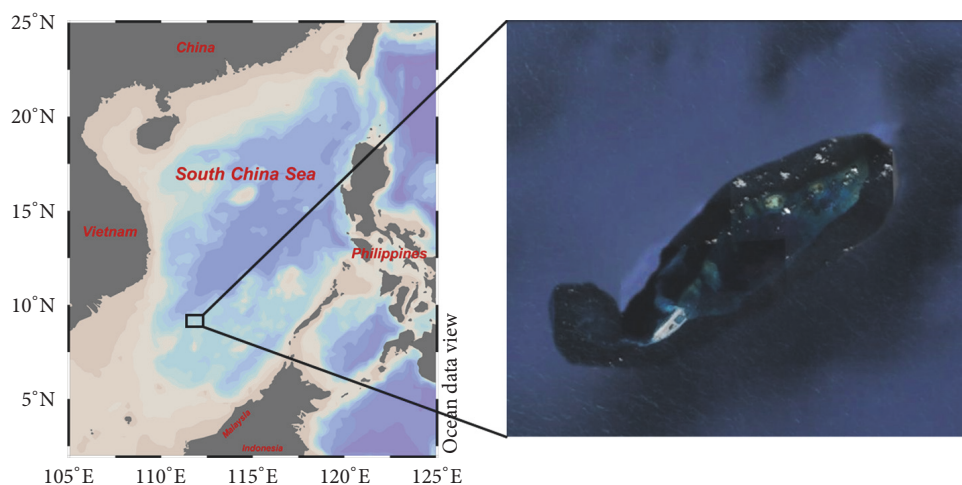 25°N
20°N
15°N
10°N
5°N
China
South China Sea
Vietnam
Philippines
Malaysia
Indonesia
105°E
110°E
115°E
120°E
125°E
Ocean data view